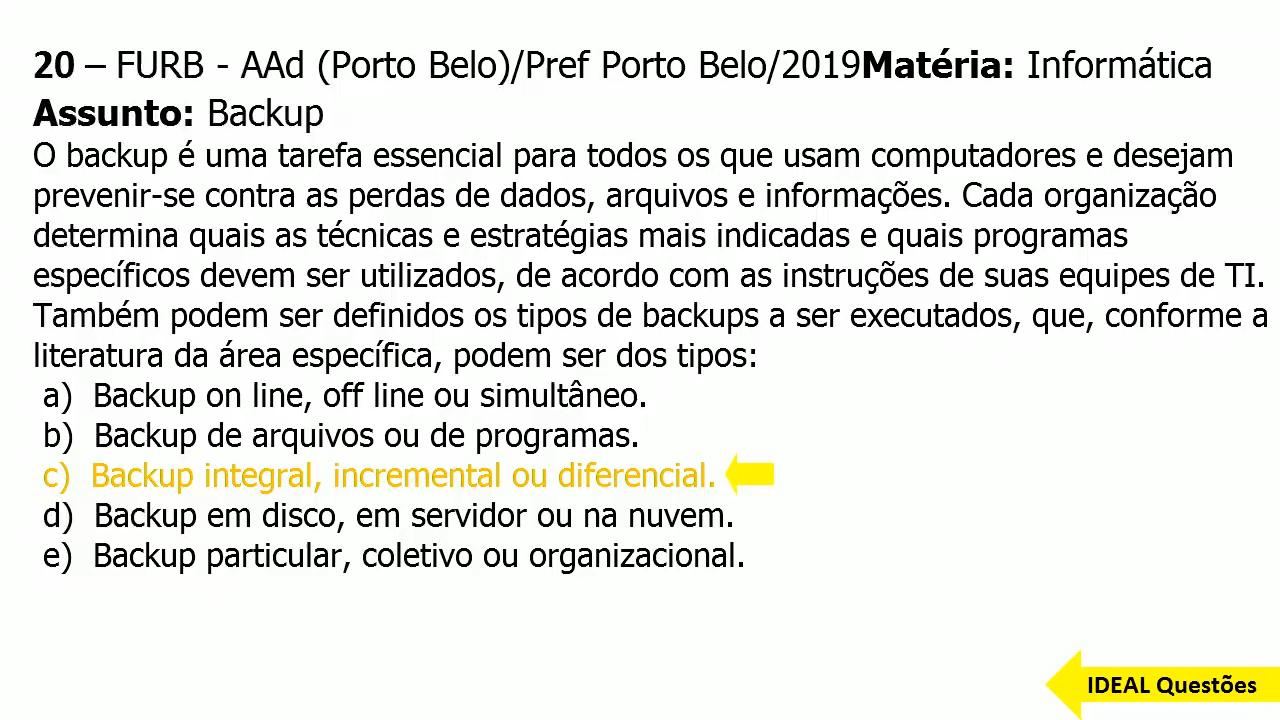 20 – FURB - AAd (Porto Belo)/Pref Porto Belo/2019Matéria: Informática
Assunto: Backup
O backup é uma tarefa essencial para todos os que usam computadores e desejam
prevenir-se contra as perdas de dados, arquivos e informações. Cada organização
determina quais as técnicas e estratégias mais indicadas e quais programas
específicos devem ser utilizados, de acordo com as instruções de suas equipes de TI.
Também podem ser definidos os tipos de backups a ser executados, que, conforme a
literatura da área específica, podem ser dos tipos:
a) Backup on line, off line ou simultâneo.
b) Backup de arquivos ou de programas.
c) Backup integral, incremental ou diferencial.
d) Backup em disco, em servidor ou na nuvem.
e) Backup particular, coletivo ou organizacional.
IDEAL Questões